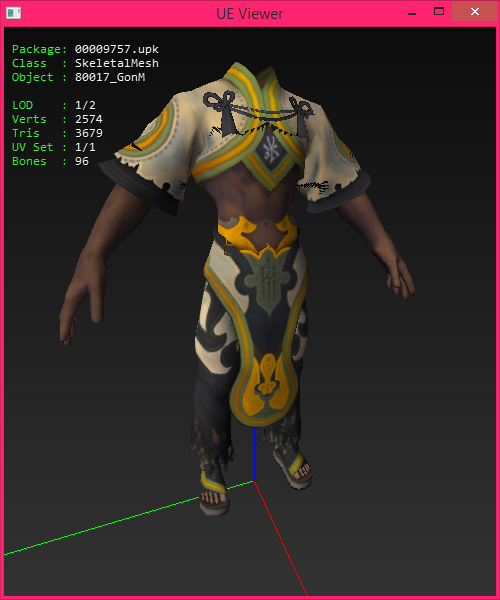 UE Viewer
Package: 00009757.upk
Class : SkeletalMesh
Object : 80017_GonM
LOD : 1/2
Verts : 2574
Tris : 3679
UV Set : 1/1
Bones : 96